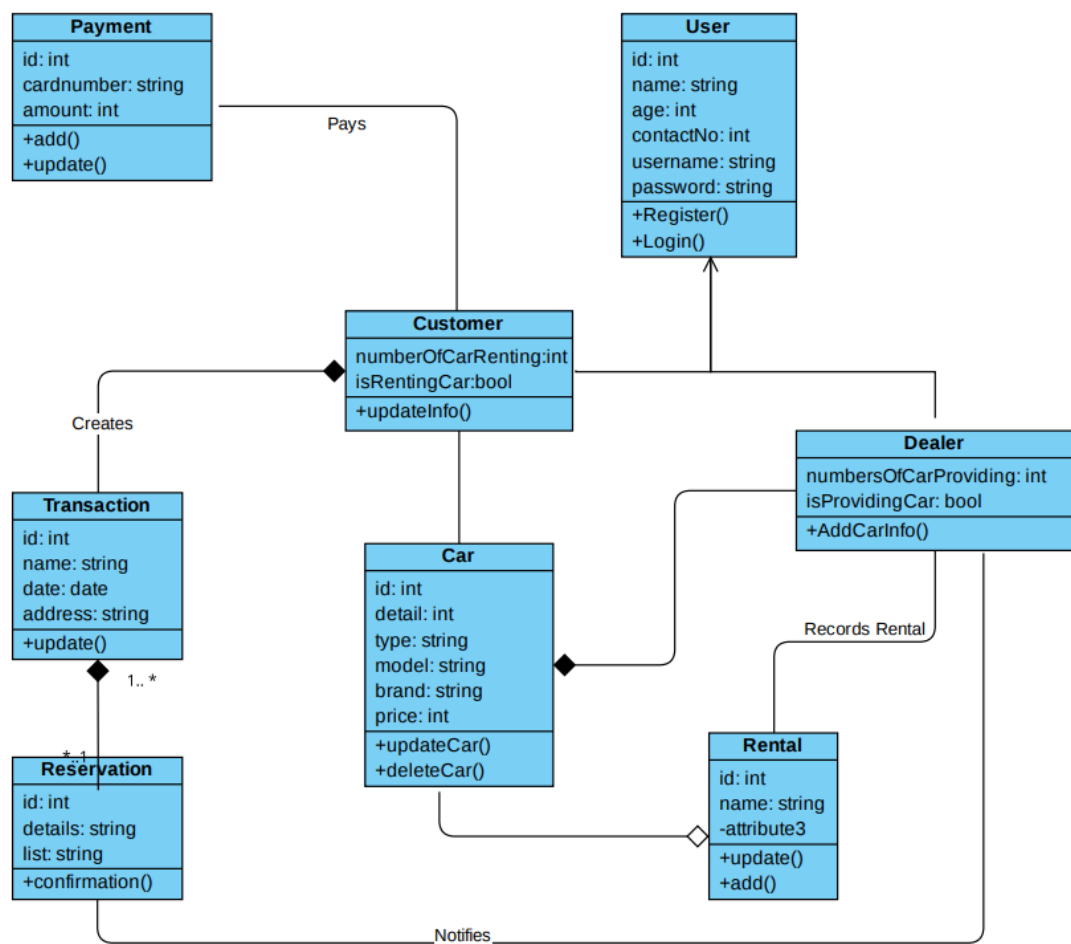 Payment
id: int
cardnumber: string
amount: int
+add()
+update()
User
id: int
name: string
age: int
contactNo: int
username: string
password: string
+Register()
+Login()
Pays
Customer
numberOfCarRenting:int
isRentingCar:bool
+updateInfo()
Creates
Dealer
numbersOfCarProviding: int
isProvidingCar: bool
+AddCarInfo()
Transaction
id: int
name: string
date: date
address: string
+update()
Car
id: int
detail: int
type: string
model: string
brand: string
price: int
+updateCar()
+deleteCar()
Records Rental
1.. *
*..1
Reservation
id: int
details: string
list: string
+confirmation()
Rental
id: int
name: string
-attribute3
+update()
+add()
Notifies